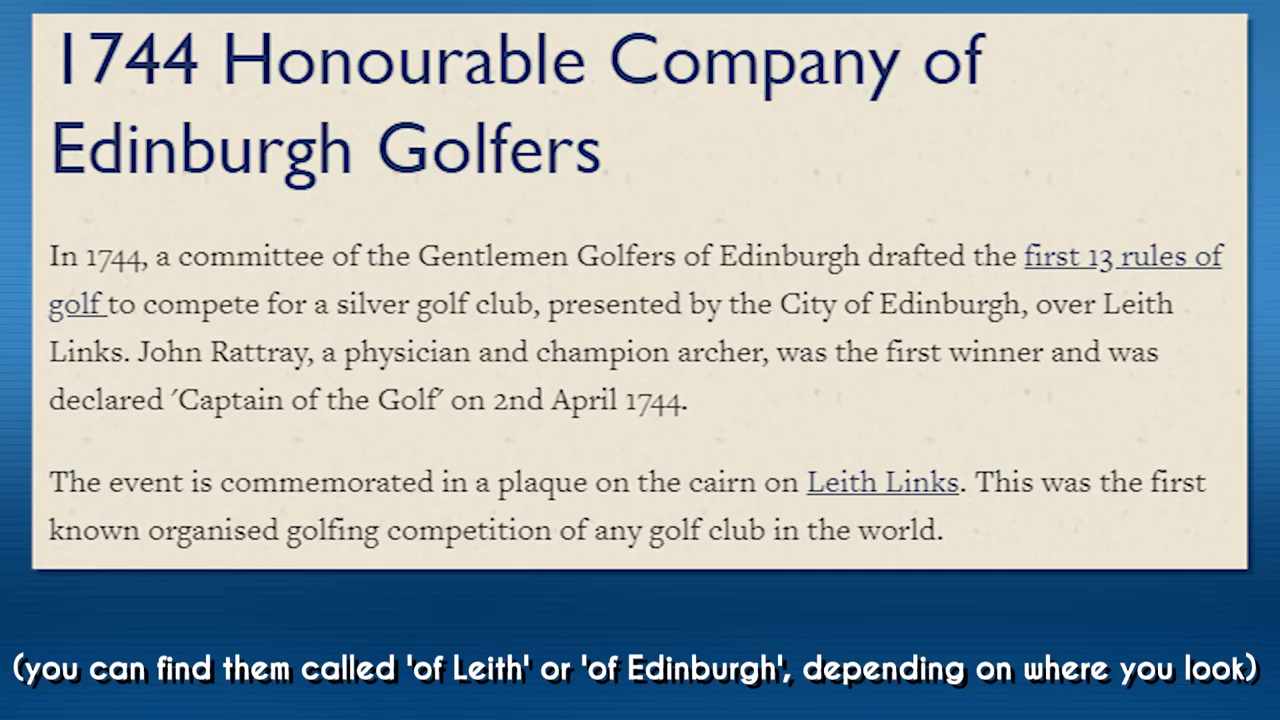 1744 Honourable Company of
Edinburgh Golfers
In 1744, a committee of the Gentlemen Golfers of Edinburgh drafted the first 13 rules of
golf to compete for a silver golf club, presented by the City of Edinburgh, over Leith
Links. John Rattray, a physician and champion archer, was the first winner and was
declared ´Captain of the Golf´ on 2nd April 1744.
The event is commemorated in a plaque on the cairn on Leith Links. This was the first
known organised golfing competition of any golf club in the world.
(you can find them called 'of Leith' or 'of Edinburgh', depending on where you look)